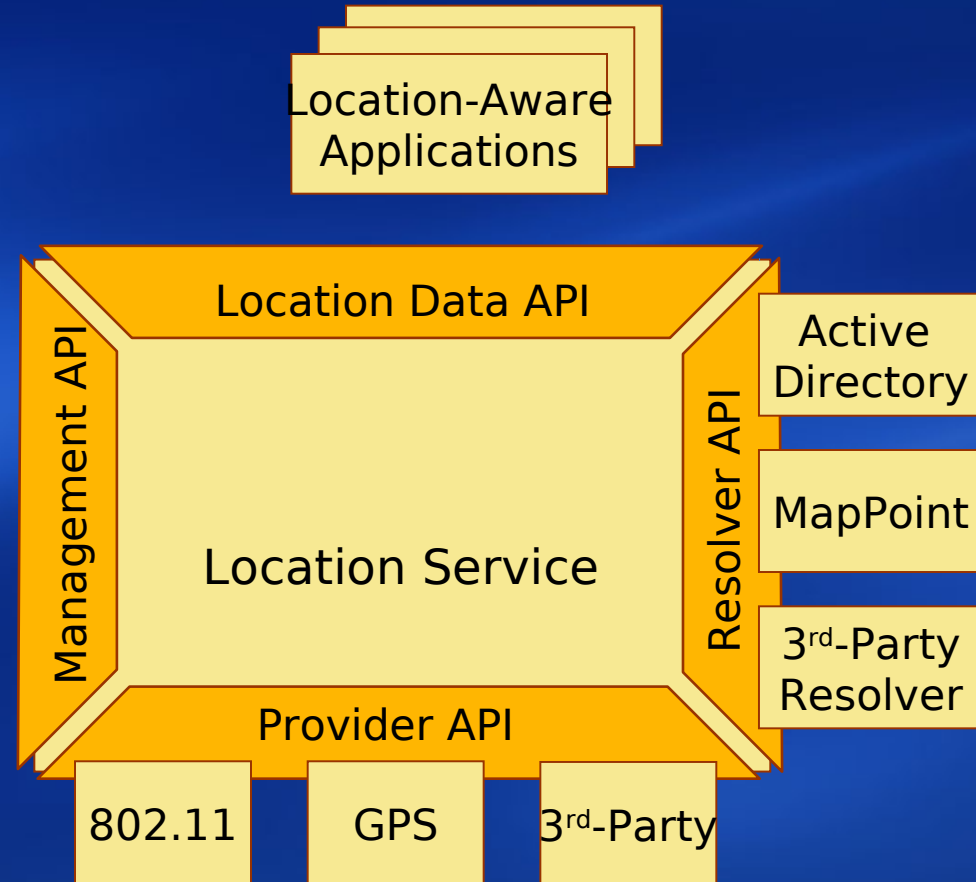 Location-Aware
Applications
Location Data API
Management API
Location Service
Resolver API
Active
Directory
MapPoint
3rd-Party
Resolver
Provider API
802.11
GPS
3rd-Party